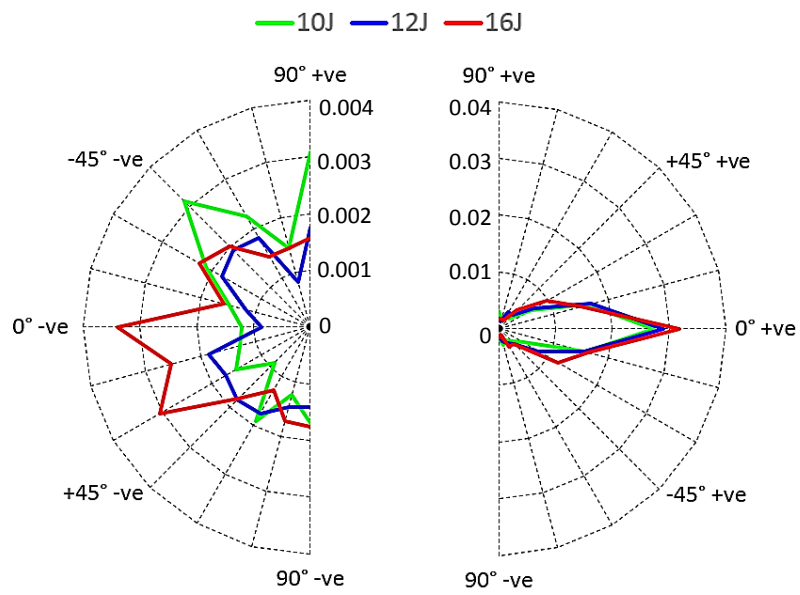 10J 12J 16J
90° +ve 90° +ve
0.004 0.04
-45° -ve 0.003 0.03 +45° +ve
0.002 0.02
0.001 0.01
0° -ve 0 0 0° +ve
+45° -ve -45° +ve
90° -ve 90° -ve